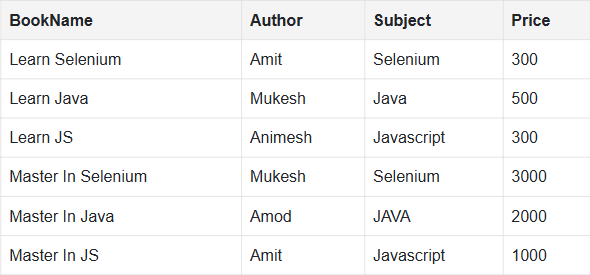 BookName Author Subject Price
Learn Selenium Amit Selenium 300
Learn Java Mukesh Java 500
Learn JS Animesh Javascript 300
Master In Selenium Mukesh Selenium 3000
Master In Java Amod JAVA 2000
Master In JS Amit Javascript 1000